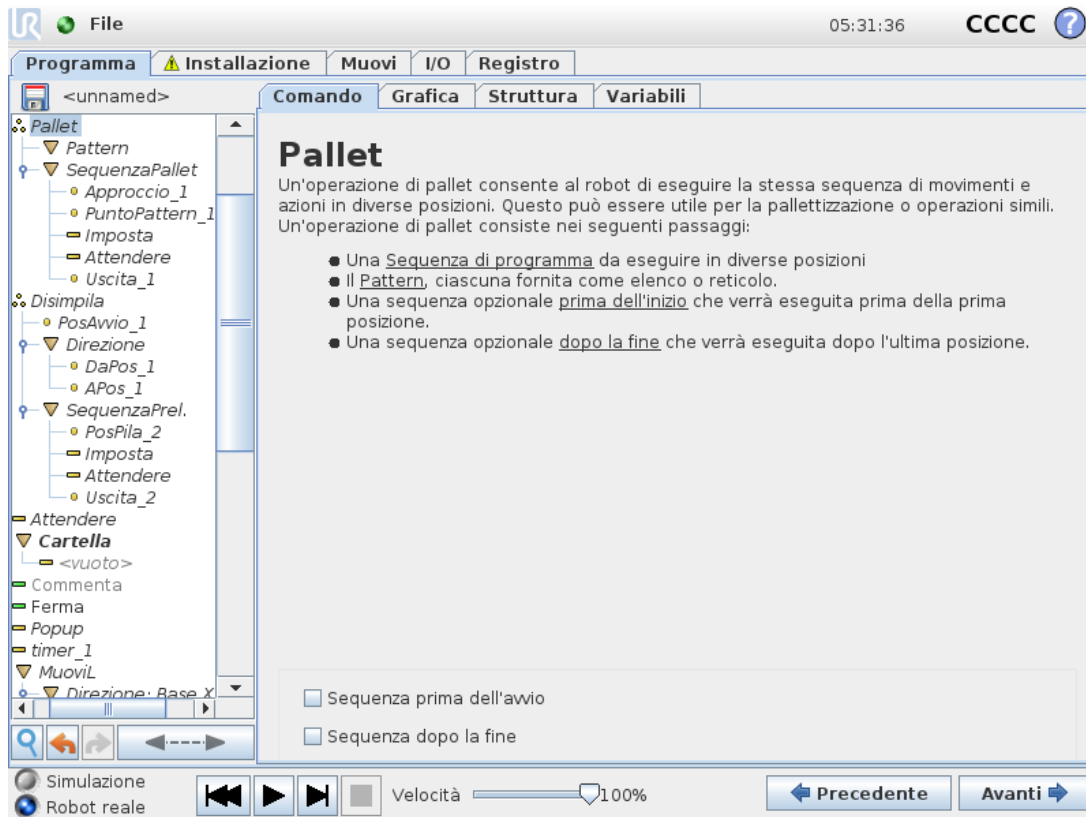 UR File 05:31:36 CCCC ?
Programma Installazione Muovi I/O Registro
<unnamed> Comando Grafica Struttura Variabili
Pallet
Pattern
SequenzaPallet
Approccio_1
PuntoPattern_1
Imposta
Attendere
Uscita_1
Disimpila
PosAvvio_1
Direzione
DaPos_1
APos_1
SequenzaPrel.
PosPila_2
Imposta
Attendere
Uscita_2
Attendere
Cartella
<vuoto>
Commenta
Ferma
Popup
timer_1
MuoviL
Direzione: Base X
Pallet
Un'operazione di pallet consente al robot di eseguire la stessa sequenza di movimenti e
azioni in diverse posizioni. Questo può essere utile per la pallettizzazione o operazioni simili.
Un'operazione di pallet consiste nei seguenti passaggi:
● Una Sequenza di programma da eseguire in diverse posizioni
● Il Pattern, ciascuna fornita come elenco o reticolo.
● Una sequenza opzionale prima dell'inizio che verrà eseguita prima della prima
posizione.
● Una sequenza opzionale dopo la fine che verrà eseguita dopo l'ultima posizione.
Sequenza prima dell'avvio
Sequenza dopo la fine
Simulazione
Robot reale
Velocità 100%
Precedente Avanti